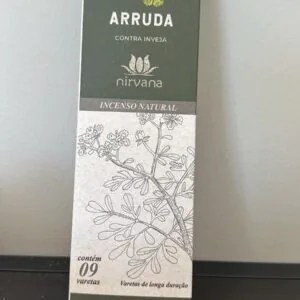 ARRUDA
CONTRA INVEJA
nirvana
INCENSO NATURAL
contém
09
varetas
Varetas de longa duração